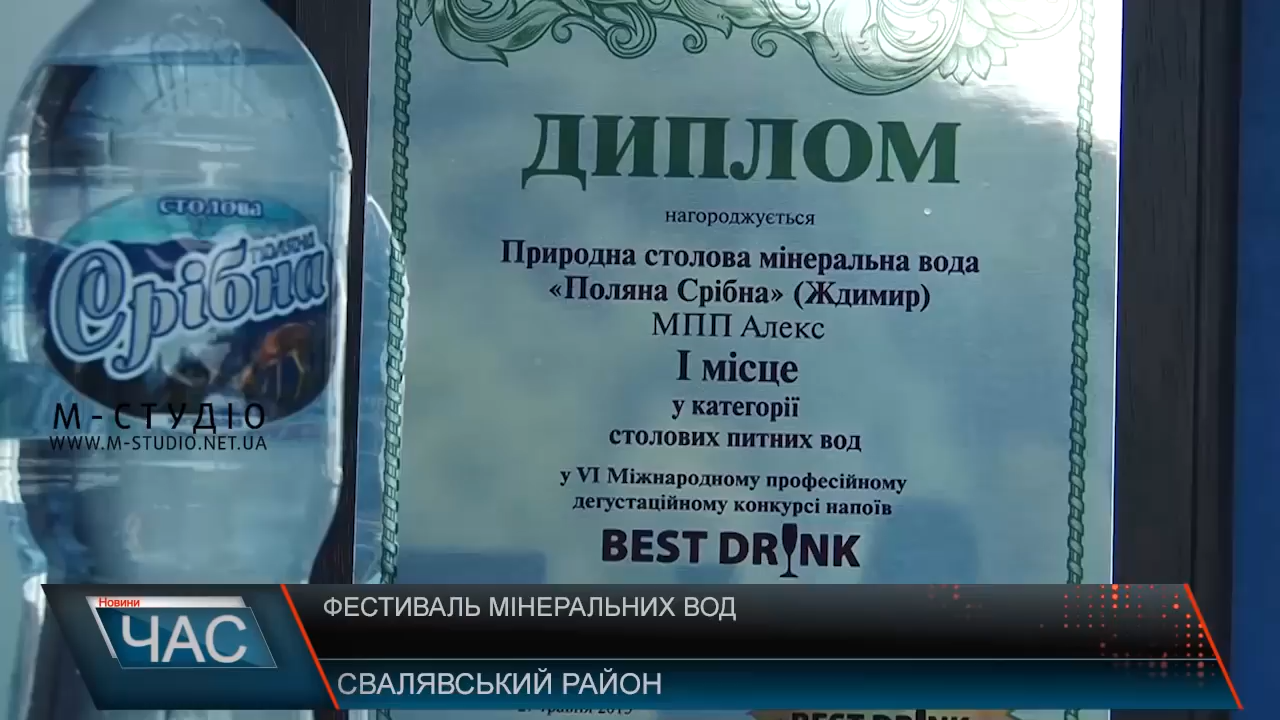 ДИПЛОМ
нагороджується
Природна столова мінеральна вода
«Поляна Срібна» (Ждимир)
МПП Алекс
І місце
у категорії
столових питних вод
у VI Міжнародному професійному
дегустаційному конкурсі напоїв
BEST DRINK
столова
Поляна
Срібна
М-СТУДІО
WWW.M-STUDIO.NET.UA
Новини
ЧАС
ФЕСТИВАЛЬ МІНЕРАЛЬНИХ ВОД
СВАЛЯВСЬКИЙ РАЙОН
BEST DRINK